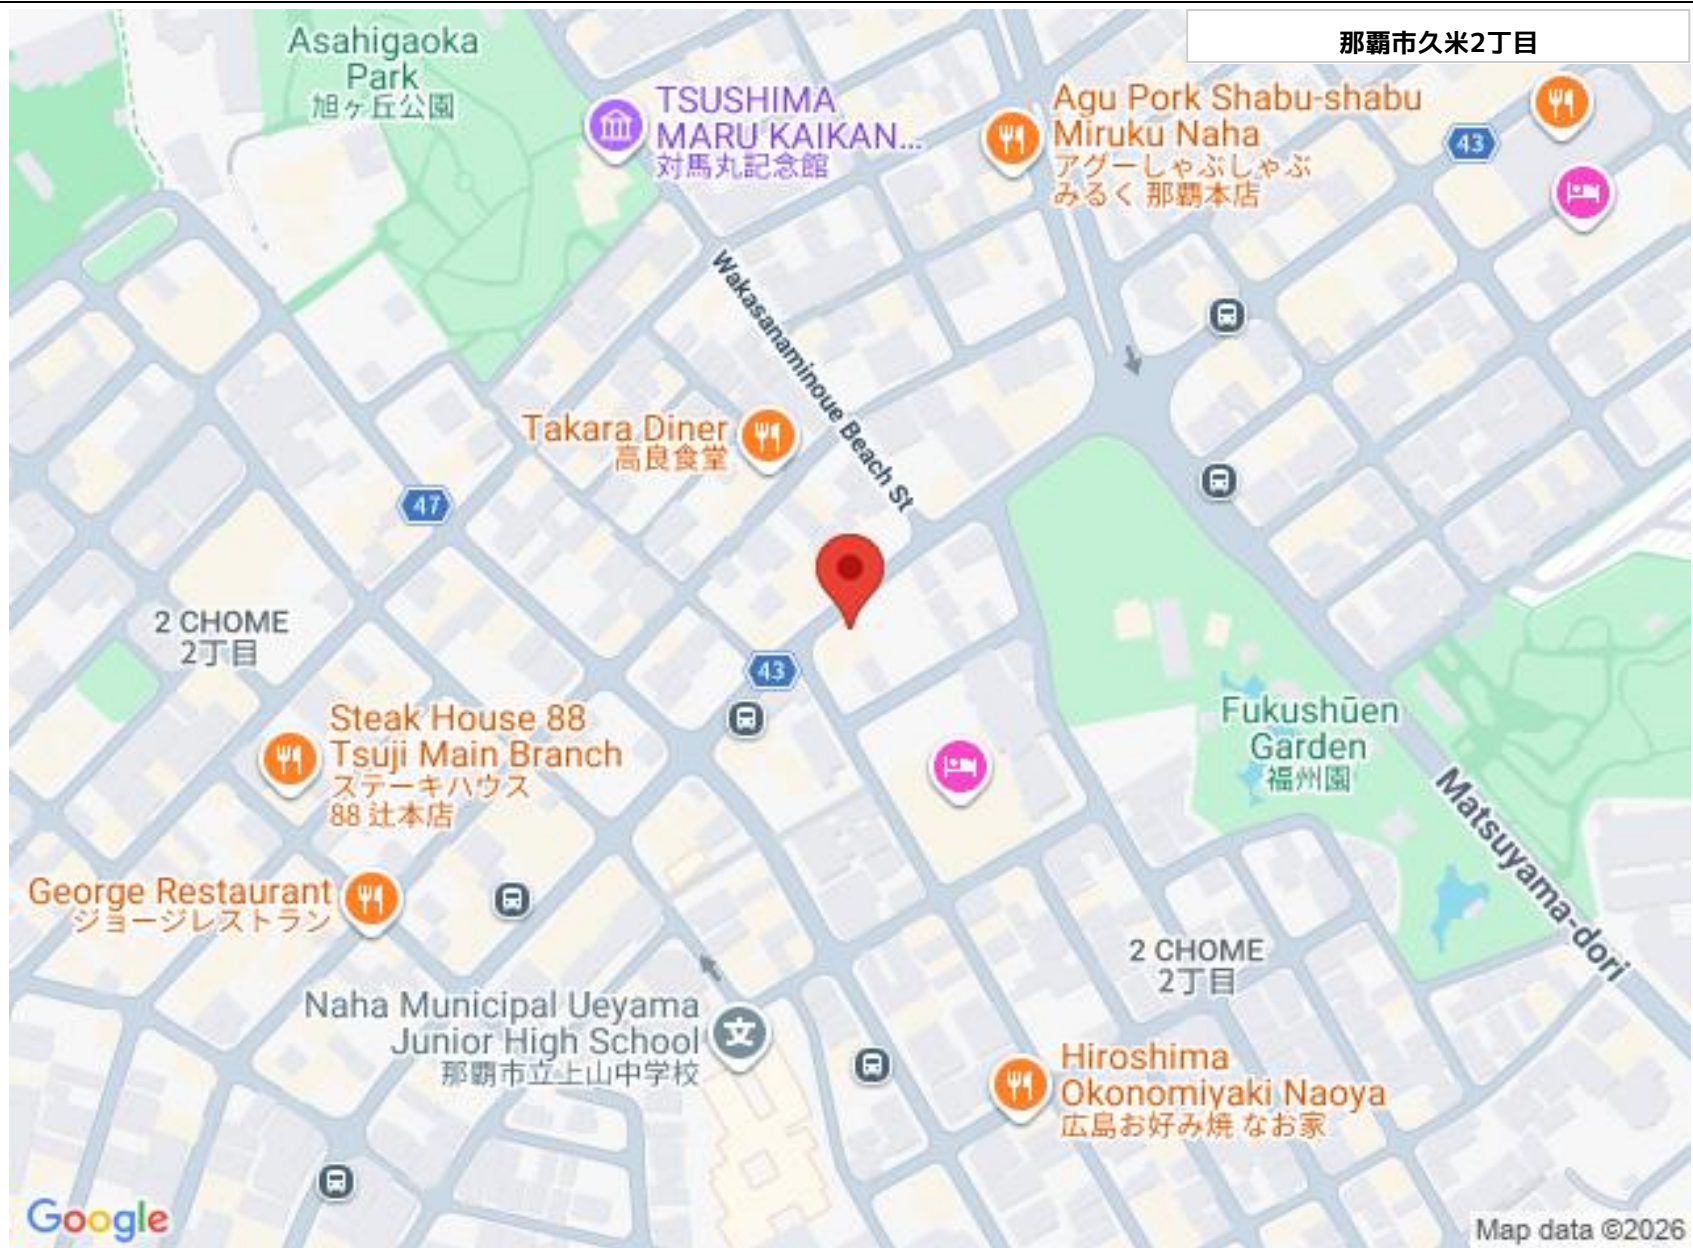 那覇市久米2丁目
Asahigaoka
Park
旭ヶ丘公園
TSUSHIMA
MARU KAIKAN...
対馬丸記念館
Agu Pork Shabu-shabu
Miruku Naha
アグーしゃぶしゃぶ
みるく 那覇本店
43
Wakasanaminoue Beach St
Takara Diner
高良食堂
47
2 CHOME
2丁目
43
Steak House 88
Tsuji Main Branch
ステーキハウス
88 辻本店
Fukushūen
Garden
福州園
Matsuyama-dori
George Restaurant
ジョージレストラン
2 CHOME
2丁目
Naha Municipal Ueyama
Junior High School
那覇市立上山中学校
文
Hiroshima
Okonomiyaki Naoya
広島お好み焼 なお家
Google
Map data ©2026